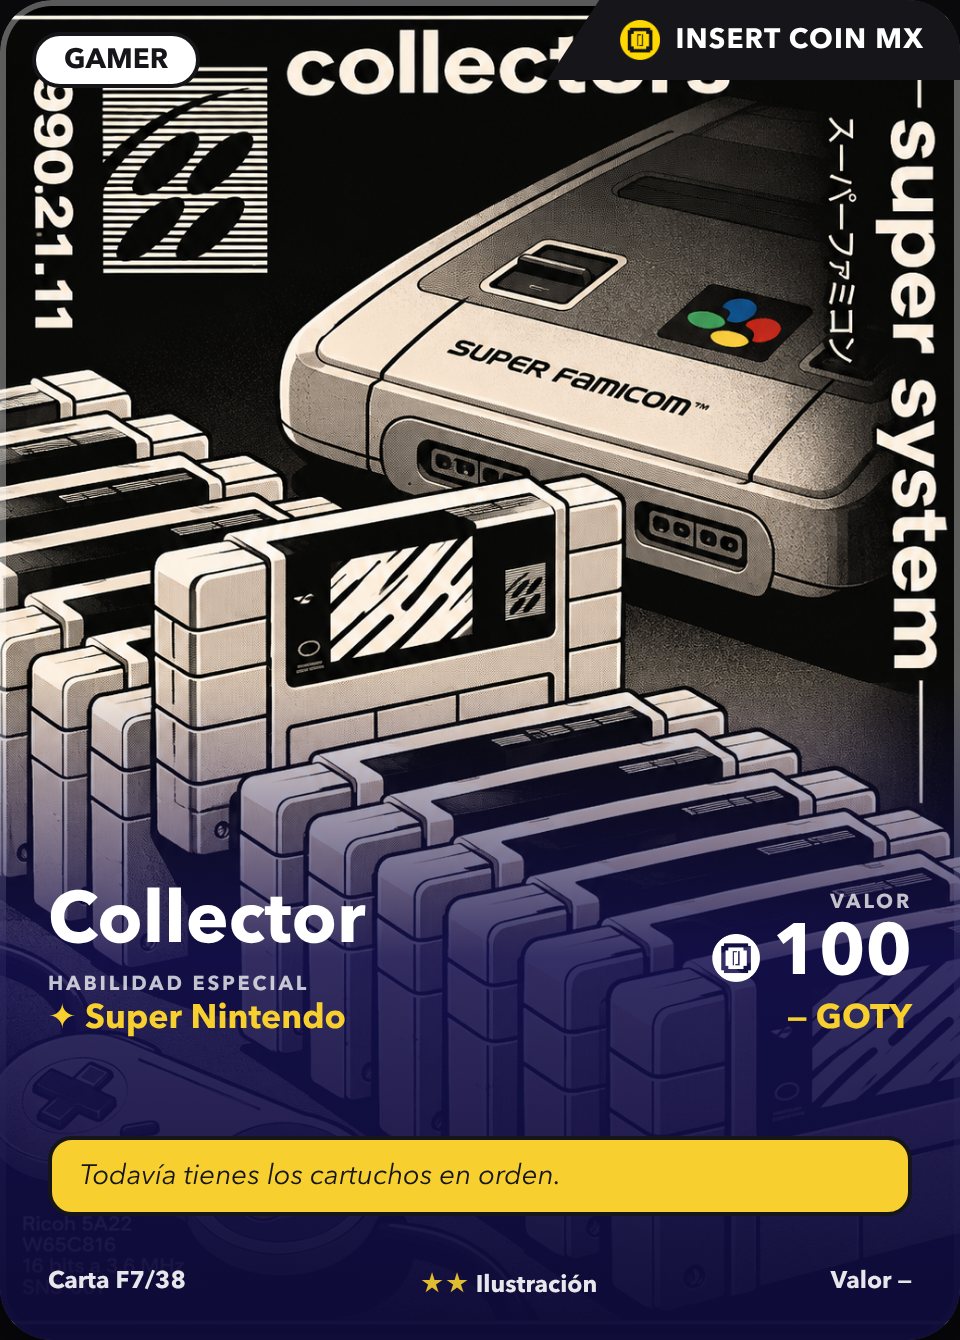 GAMER
INSERT COIN MX
collectors
1990.21.11
super system
スーパーファミコン
SUPER FAMICOM™
Collector
HABILIDAD ESPECIAL
✦ Super Nintendo
VALOR
100
– GOTY
Todavía tienes los cartuchos en orden.
Ricoh 5A22
W65C816
Carta F7/38
★★ Ilustración
Valor –